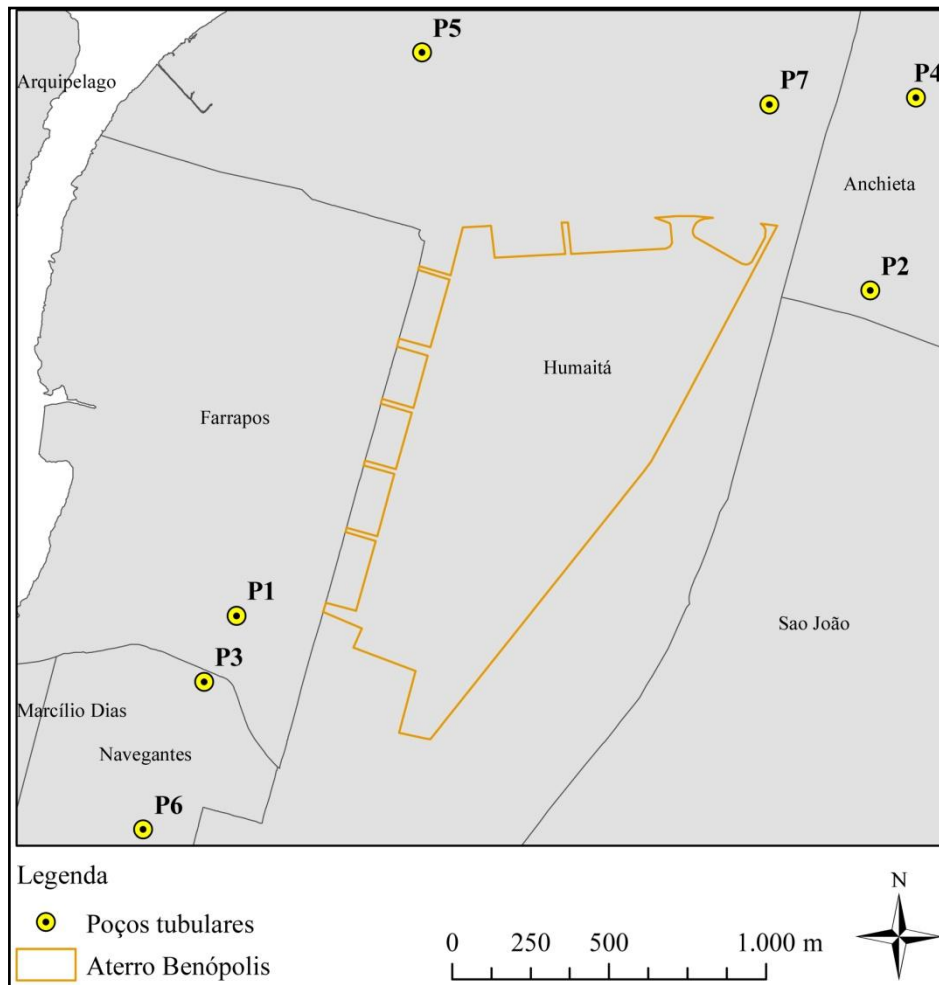 P5
Arquipelago
P7
P4
Anchieta
P2
Humaitá
Farrapos
P1
Sao João
P3
Marcílio Dias
Navegantes
P6
Legenda
Poços tubulares
Aterro Benópolis
N
0 250 500 1.000 m